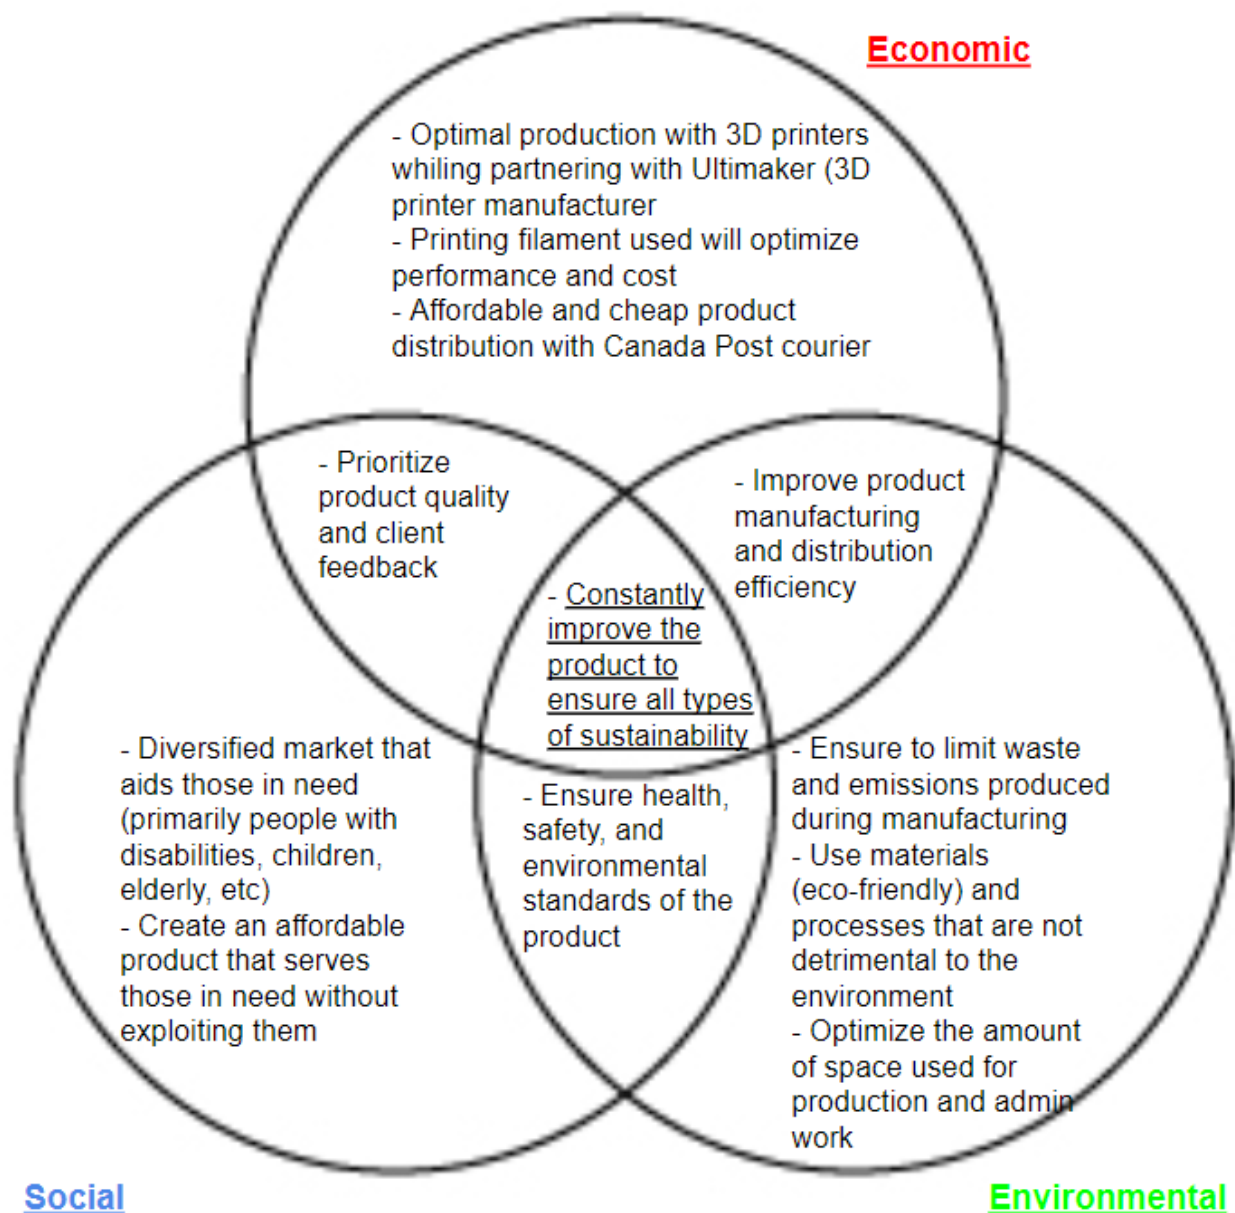 Economic
- Optimal production with 3D printers
whiling partnering with Ultimaker (3D
printer manufacturer
- Printing filament used will optimize
performance and cost
- Affordable and cheap product
distribution with Canada Post courier
- Prioritize
product quality
and client
feedback
- Improve product
manufacturing
and distribution
efficiency
- Constantly
improve the
product to
ensure all types
of sustainability
- Diversified market that
aids those in need
(primarily people with
disabilities, children,
elderly, etc)
- Create an affordable
product that serves
those in need without
exploiting them
- Ensure health,
safety, and
environmental
standards of the
product
- Ensure to limit waste
and emissions produced
during manufacturing
- Use materials
(eco-friendly) and
processes that are not
detrimental to the
environment
- Optimize the amount
of space used for
production and admin
work
Social
Environmental